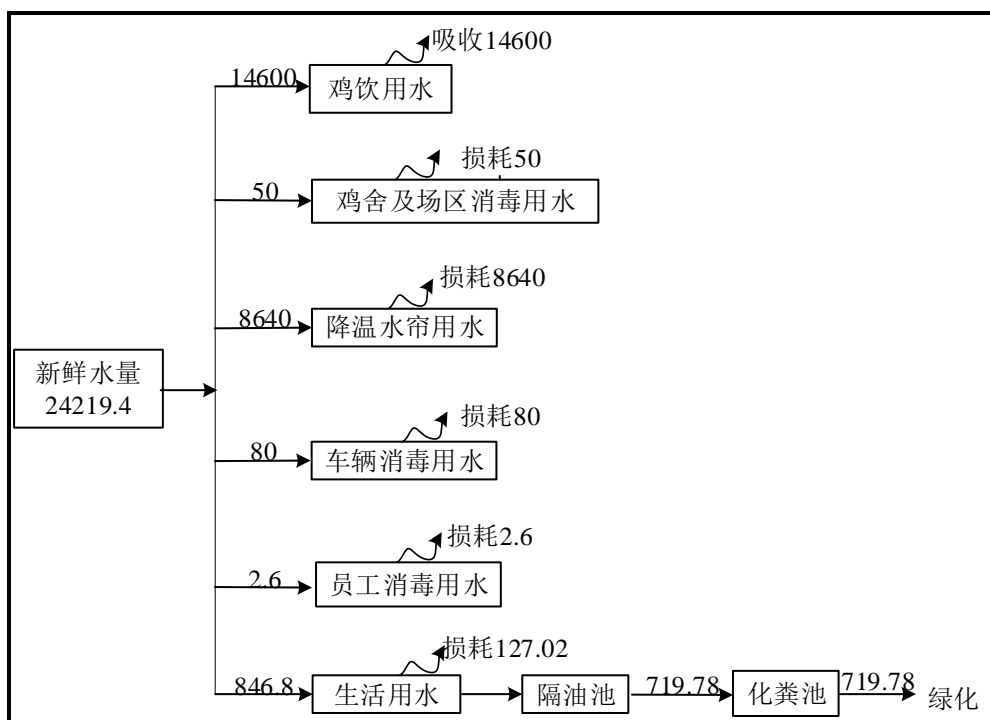 吸收14600
14600
鸡饮用水
损耗50
50
鸡舍及场区消毒用水
损耗8640
8640
降温水帘用水
新鲜水量
24219.4
损耗80
80
车辆消毒用水
损耗2.6
2.6
员工消毒用水
损耗127.02
846.8
生活用水
隔油池
719.78
化粪池
719.78
绿化